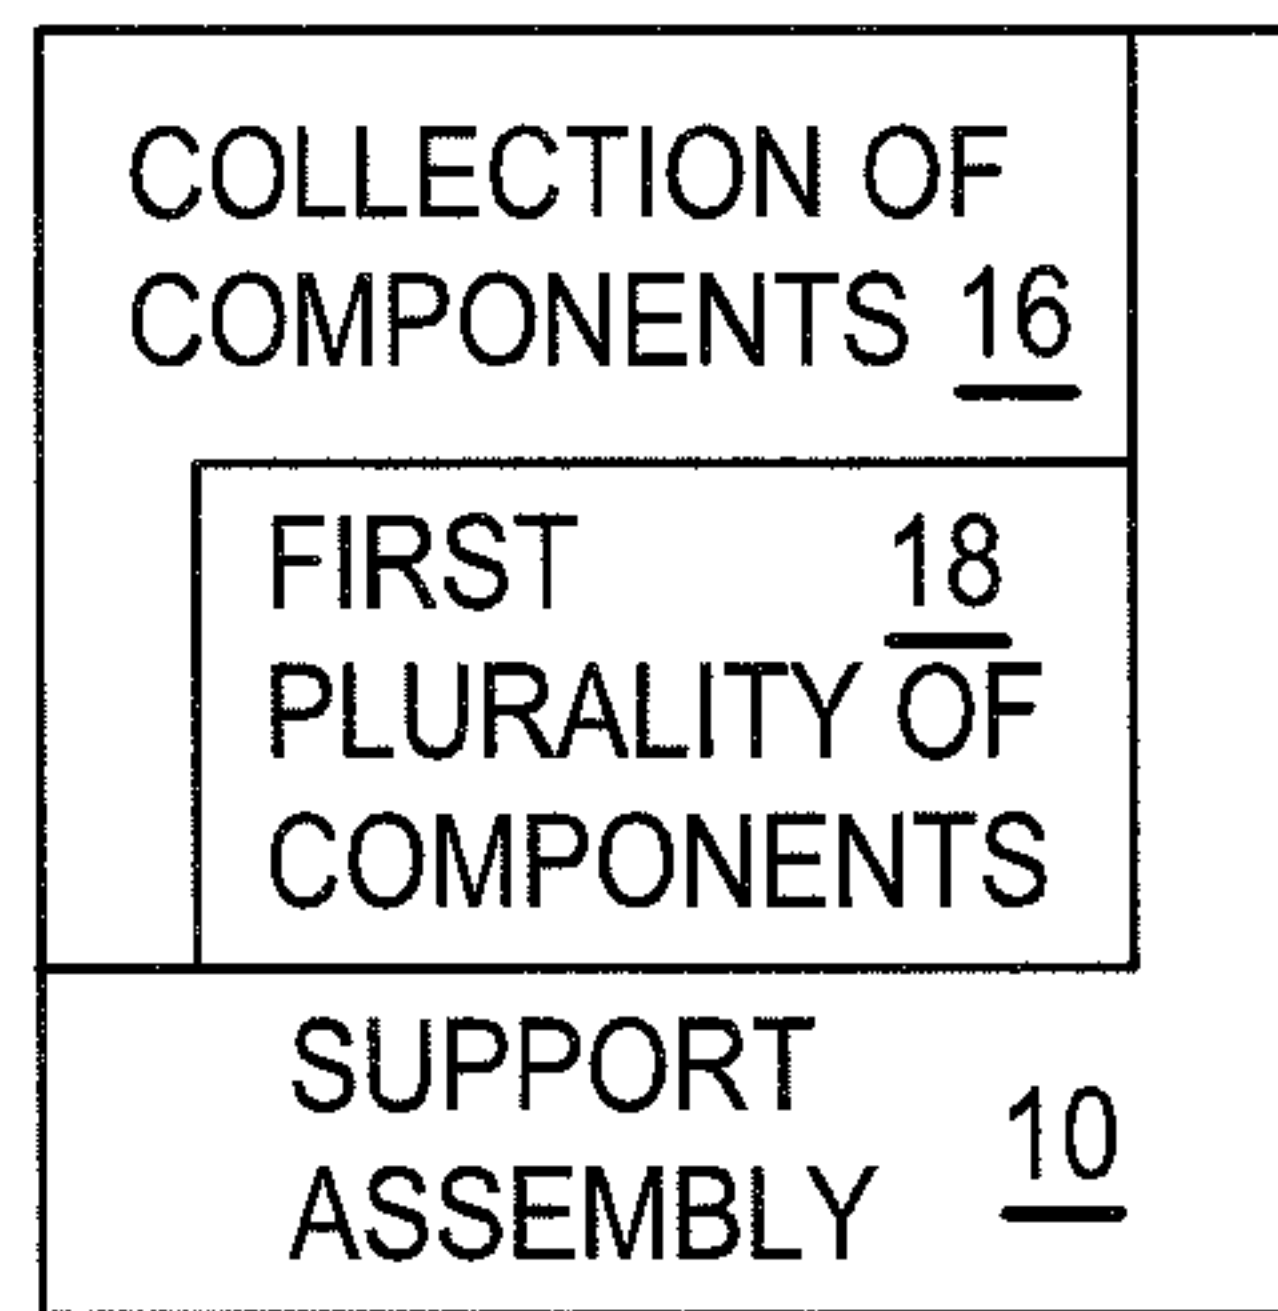 COLLECTION OF
COMPONENTS 16
FIRST 18
PLURALITY OF
COMPONENTS
SUPPORT
ASSEMBLY 10